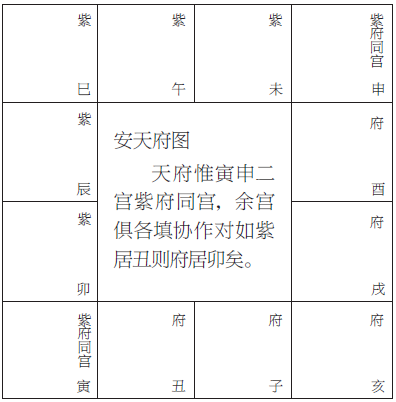 紫
巳
紫
午
紫
未
紫府同宫
申
紫
辰
安天府图
天府惟寅申二
宫紫府同宫，余宫
俱各填协作对如紫
居丑则府居卯矣。
府
酉
紫
卯
府
戌
紫府同宫
寅
府
丑
府
子
府
亥